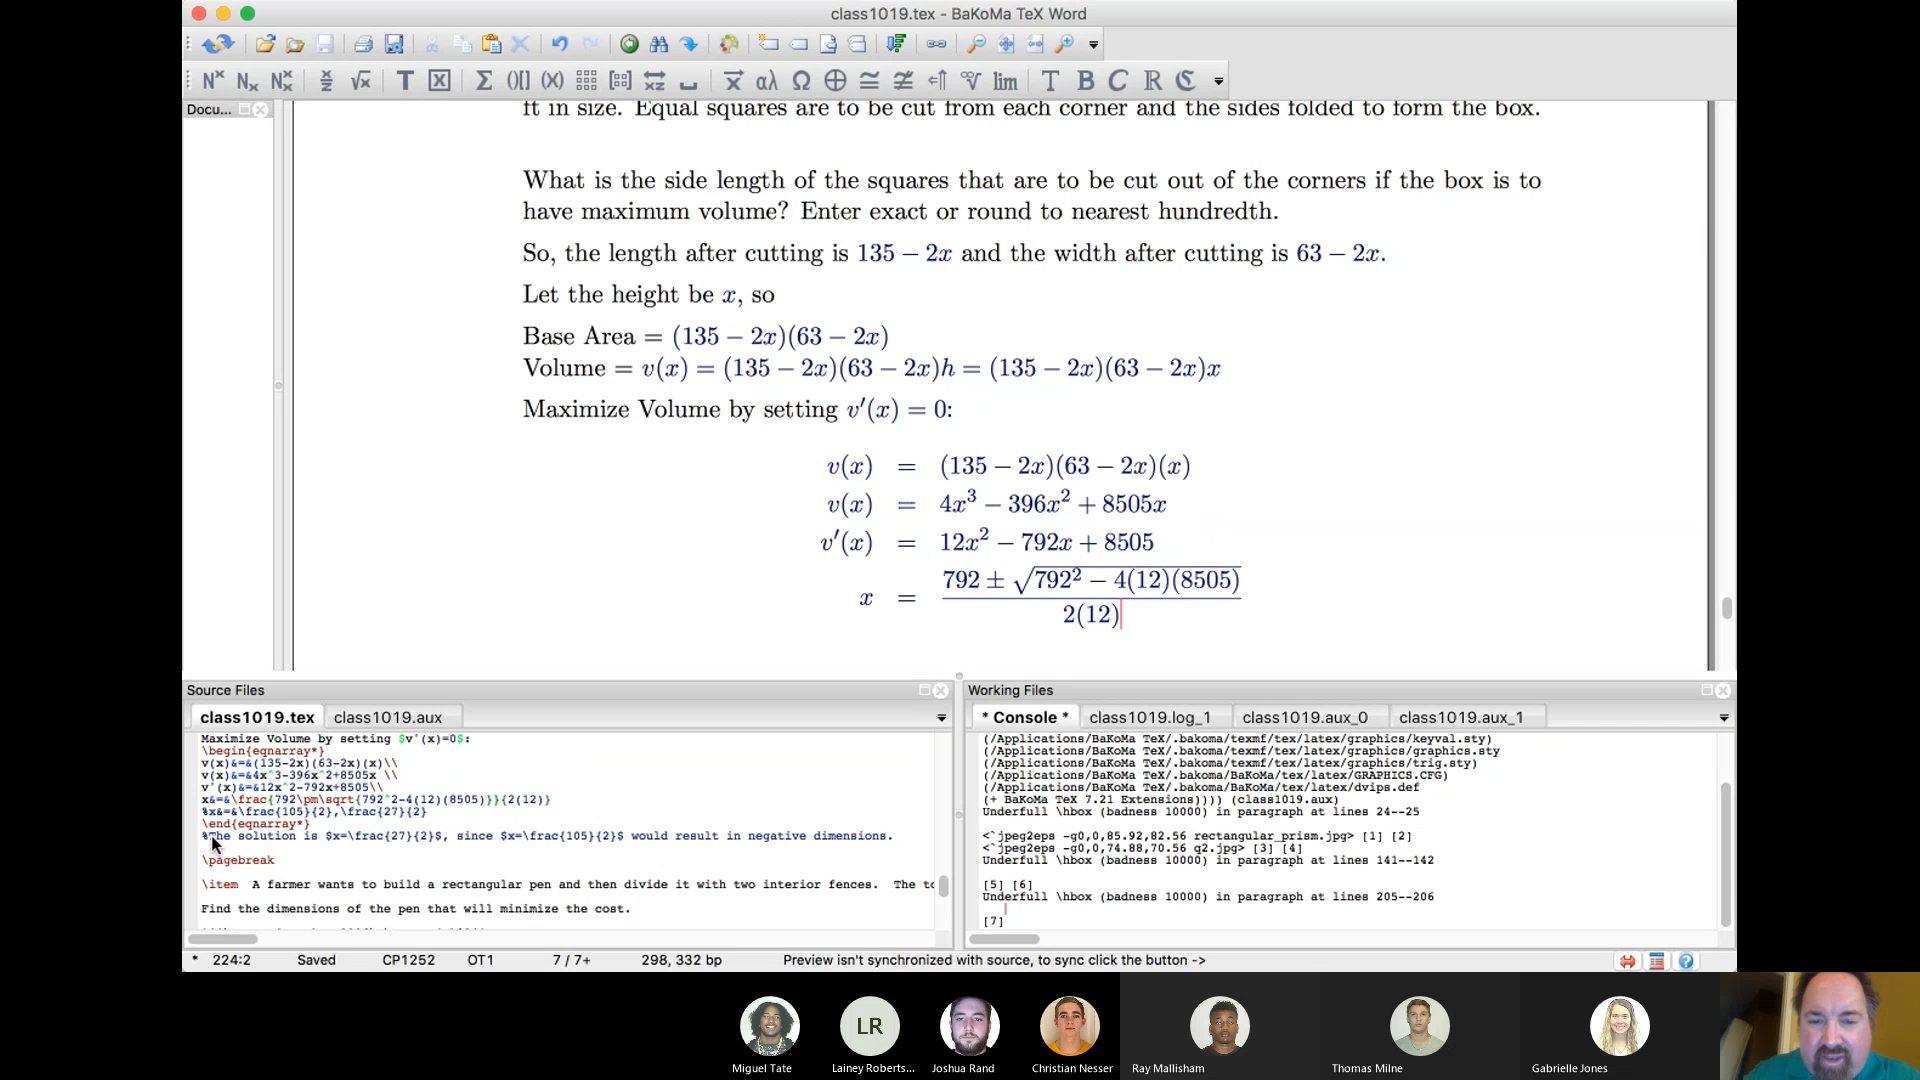 class1019.tex - BaKoMa TeX Word
Docu...
ft in size. Equal squares are to be cut from each corner and the sides folded to form the box.
What is the side length of the squares that are to be cut out of the corners if the box is to
have maximum volume? Enter exact or round to nearest hundredth.
So, the length after cutting is 135 − 2x and the width after cutting is 63 − 2x.
Let the height be x, so
Base Area = (135 − 2x)(63 − 2x)
Volume = v(x) = (135 − 2x)(63 − 2x)h = (135 − 2x)(63 − 2x)x
Maximize Volume by setting v′(x) = 0:
v(x) = (135 − 2x)(63 − 2x)(x)
v(x) = 4x³ − 396x² + 8505x
v′(x) = 12x² − 792x + 8505
x = (792 ± √(792² − 4(12)(8505))) / 2(12)
Source Files
class1019.tex class1019.aux
Maximize Volume by setting $v'(x)=0$:
\begin{eqnarray*}
v(x)&=&(135-2x)(63-2x)(x)\\
v(x)&=&4x^3-396x^2+8505x \\
v'(x)&=&12x^2-792x+8505\\
x&=&\frac{792\pm\sqrt{792^2-4(12)(8505)}}{2(12)}
%x&=&\frac{105}{2},\frac{27}{2}
\end{eqnarray*}
%The solution is $x=\frac{27}{2}$, since $x=\frac{105}{2}$ would result in negative dimensions.
\pagebreak
\item A farmer wants to build a rectangular pen and then divide it with two interior fences. The to
Find the dimensions of the pen that will minimize the cost.
Working Files
* Console * class1019.log_1 class1019.aux_0 class1019.aux_1
(/Applications/BaKoMa TeX/.bakoma/texmf/tex/latex/graphics/keyval.sty)
(/Applications/BaKoMa TeX/.bakoma/texmf/tex/latex/graphics/graphics.sty
(/Applications/BaKoMa TeX/.bakoma/texmf/tex/latex/graphics/trig.sty)
(/Applications/BaKoMa TeX/.bakoma/BaKoMa/tex/latex/GRAPHICS.CFG)
(/Applications/BaKoMa TeX/.bakoma/texmf/tex/latex/dvips.def
(+ BaKoMa TeX 7.21 Extensions)))) (class1019.aux)
Underfull \hbox (badness 10000) in paragraph at lines 24--25
<`jpeg2eps -g0,0,85.92,82.56 rectangular_prism.jpg> [1] [2]
<`jpeg2eps -g0,0,74.88,70.56 q2.jpg> [3] [4]
Underfull \hbox (badness 10000) in paragraph at lines 141--142
[5] [6]
Underfull \hbox (badness 10000) in paragraph at lines 205--206
[7]
* 224:2 Saved CP1252 OT1 7 / 7+ 298, 332 bp Preview isn't synchronized with source, to sync click the button ->
LR
Miguel Tate Lainey Roberts... Joshua Rand Christian Nesser Ray Mallisham Thomas Milne Gabrielle Jones